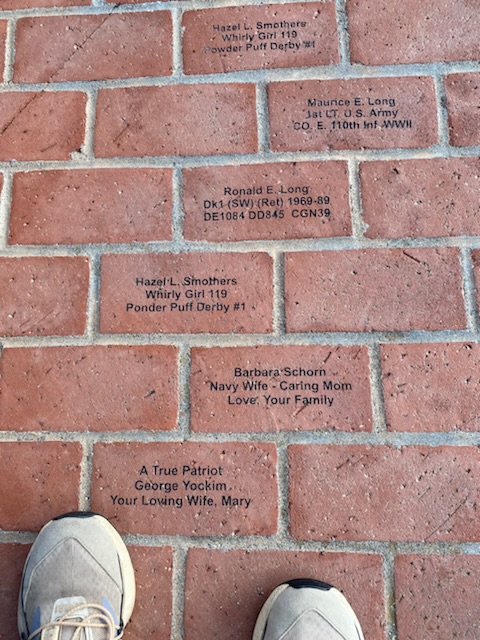 Hazel L. Smothers
Whirly Girl 119
Powder Puff Derby #1
Maurice E. Long
1st LT. U.S. Army
CO. E. 110th Inf. WWII
Ronald E. Long
Dk1 (SW) (Ret) 1969-89
DE1084 DD845 CGN39
Hazel L. Smothers
Whirly Girl 119
Ponder Puff Derby #1
Barbara Schorn
Navy Wife - Caring Mom
Love, Your Family
A True Patriot
George Yockim
Your Loving Wife, Mary